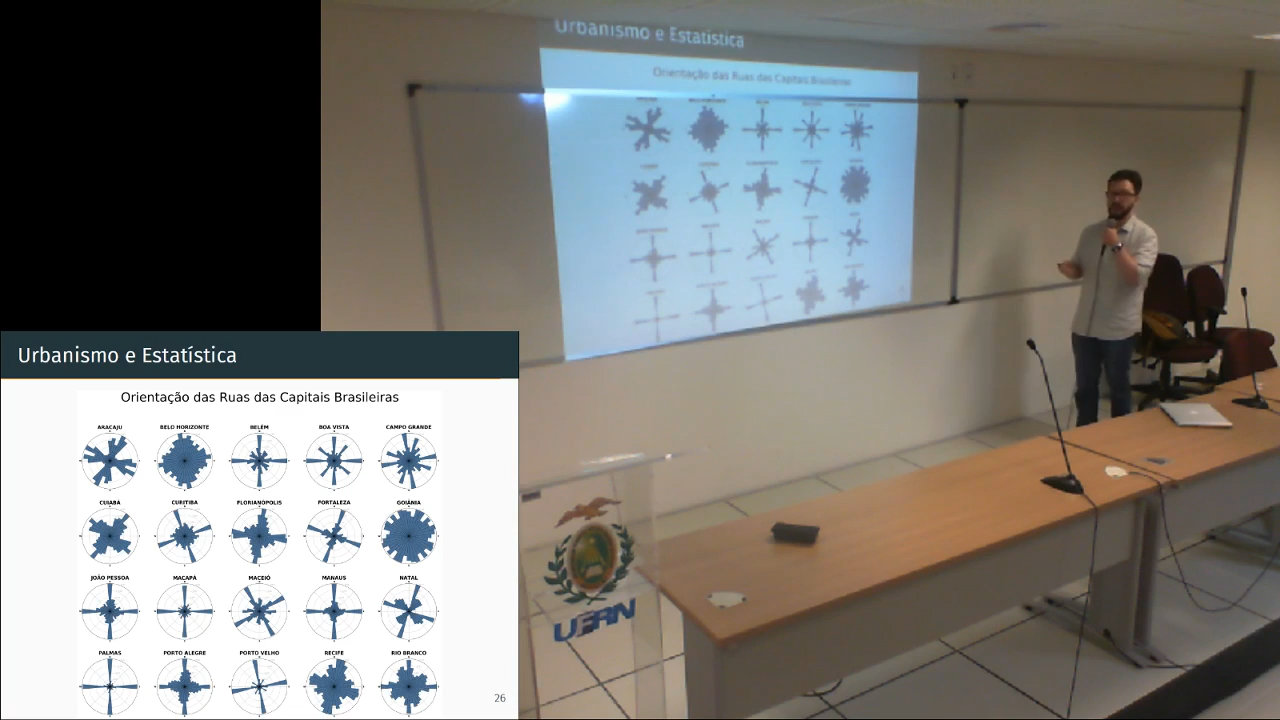 Urbanismo e Estatística
Orientação das Ruas das Capitais Brasileiras
UERN
Urbanismo e Estatística
Orientação das Ruas das Capitais Brasileiras
ARACAJU BELO HORIZONTE BELÉM BOA VISTA CAMPO GRANDE
CUIABÁ CURITIBA FLORIANÓPOLIS FORTALEZA GOIÂNIA
JOÃO PESSOA MACAPÁ MACEIÓ MANAUS NATAL
PALMAS PORTO ALEGRE PORTO VELHO RECIFE RIO BRANCO
26